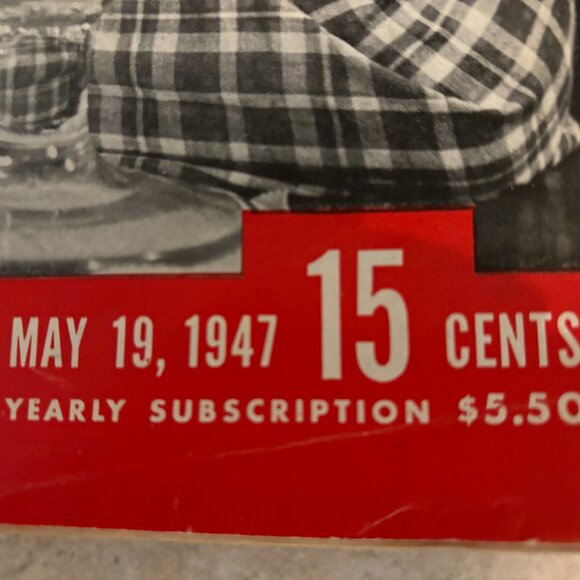 MAY 19, 1947 15 CENTS
YEARLY SUBSCRIPTION $5.50